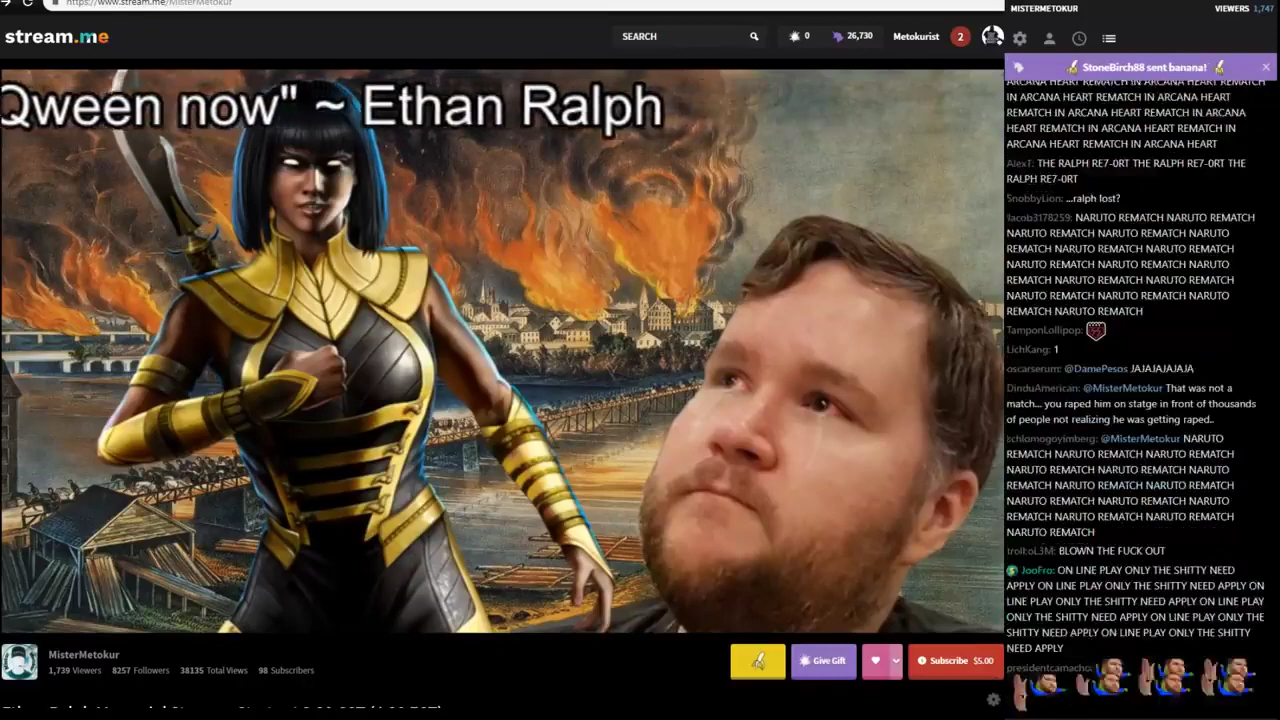 https://www.stream.me/MisterMetokur
MISTERMETOKUR
VIEWERS 1,747
stream.me
SEARCH
0
26,730
Metokurist
2
StoneBirch88 sent banana!
Qween now" ~ Ethan Ralph
ARCANA HEART REMATCH IN ARCANA HEART REMATCH
IN ARCANA HEART REMATCH IN ARCANA HEART
REMATCH IN ARCANA HEART REMATCH IN ARCANA
HEART REMATCH IN ARCANA HEART REMATCH IN
ARCANA HEART REMATCH IN ARCANA HEART
AlexT: THE RALPH RE7-0RT THE RALPH RE7-0RT THE
RALPH RE7-0RT
SnobbyLion: ...ralph lost?
Jacob3178259: NARUTO REMATCH NARUTO REMATCH
NARUTO REMATCH NARUTO REMATCH NARUTO
REMATCH NARUTO REMATCH NARUTO REMATCH
NARUTO REMATCH NARUTO REMATCH NARUTO
REMATCH NARUTO REMATCH NARUTO REMATCH
NARUTO REMATCH NARUTO REMATCH NARUTO
REMATCH NARUTO REMATCH
TamponLollipop:
LichKang: 1
oscarserum: @DamePesos JAJAJAJAJAJA
DinduAmerican: @MisterMetokur That was not a
match... you raped him on statge in front of thousands
of people not realizing he was getting raped..
schlomogoyimberg: @MisterMetokur NARUTO
REMATCH NARUTO REMATCH NARUTO REMATCH
NARUTO REMATCH NARUTO REMATCH NARUTO
REMATCH NARUTO REMATCH NARUTO REMATCH
NARUTO REMATCH NARUTO REMATCH NARUTO
REMATCH NARUTO REMATCH NARUTO REMATCH
NARUTO REMATCH
trolloL3M: BLOWN THE FUCK OUT
JooFro: ON LINE PLAY ONLY THE SHITTY NEED
APPLY ON LINE PLAY ONLY THE SHITTY NEED APPLY ON
LINE PLAY ONLY THE SHITTY NEED APPLY ON LINE PLAY
ONLY THE SHITTY NEED APPLY ON LINE PLAY ONLY THE
SHITTY NEED APPLY ON LINE PLAY ONLY THE SHITTY
NEED APPLY
presidentcamacho:
MisterMetokur
1,739 Viewers 8257 Followers 38135 Total Views 98 Subscribers
Give Gift
Subscribe $5.00